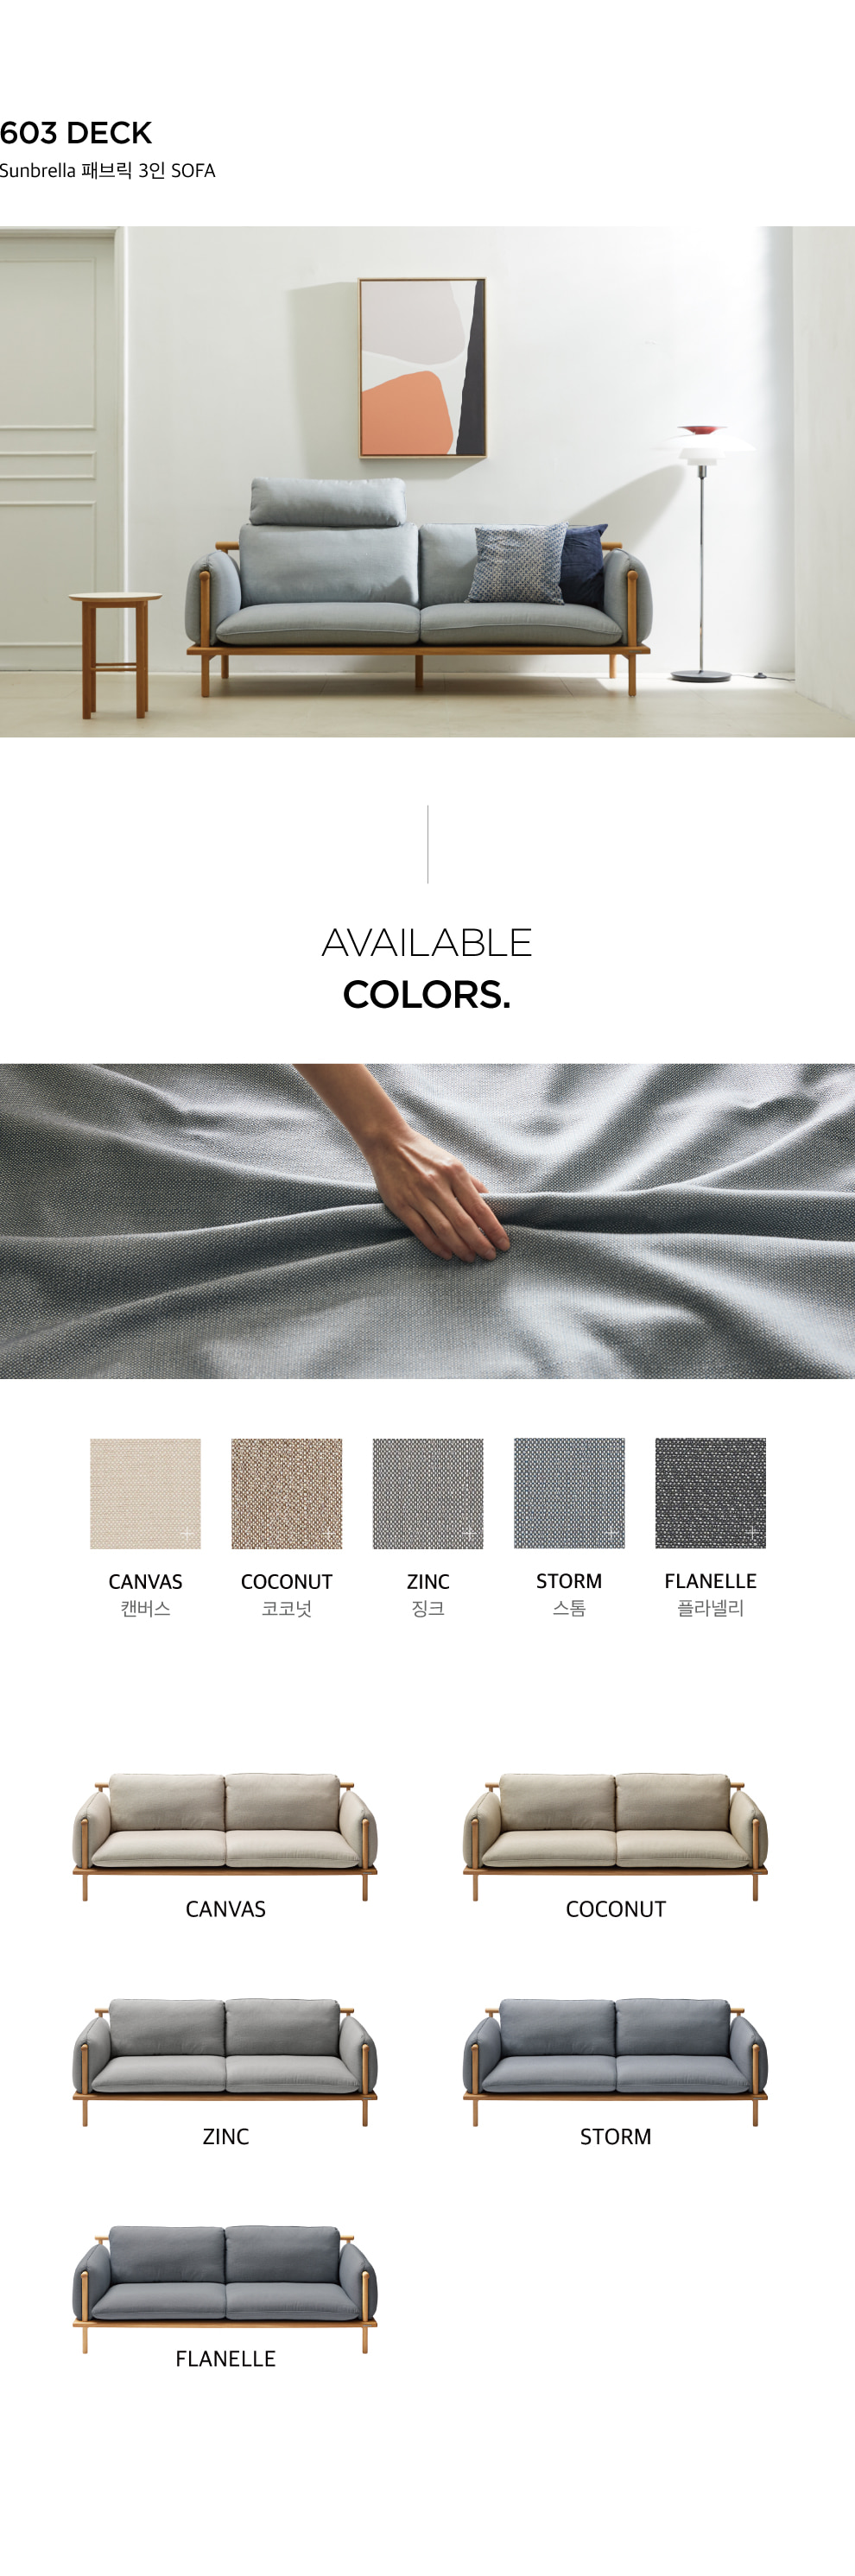 603 DECK
Sunbrella 패브릭 3인 SOFA
AVAILABLE
COLORS.
CANVAS
캔버스
COCONUT
코코넛
ZINC
징크
STORM
스톰
FLANELLE
플라넬리
CANVAS
COCONUT
ZINC
STORM
FLANELLE